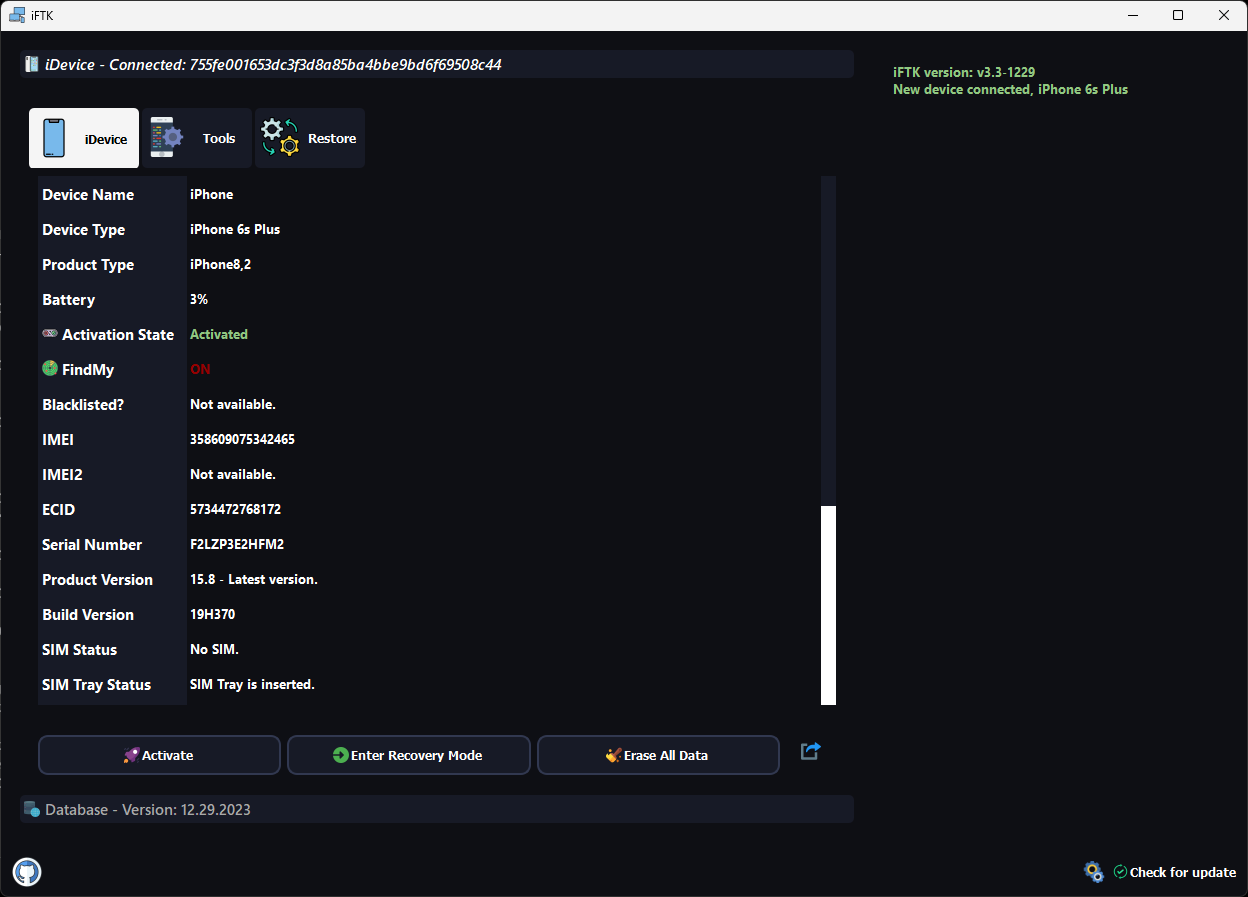 iFTK
iDevice - Connected: 755fe001653dc3f3d8a85ba4bbe9bd6f69508c44
iFTK version: v3.3-1229
New device connected, iPhone 6s Plus
iDevice Tools Restore
Device Name iPhone
Device Type iPhone 6s Plus
Product Type iPhone8,2
Battery 3%
Activation State Activated
FindMy ON
Blacklisted? Not available.
IMEI 358609075342465
IMEI2 Not available.
ECID 5734472768172
Serial Number F2LZP3E2HFM2
Product Version 15.8 - Latest version.
Build Version 19H370
SIM Status No SIM.
SIM Tray Status SIM Tray is inserted.
Activate Enter Recovery Mode Erase All Data
Database - Version: 12.29.2023
Check for update